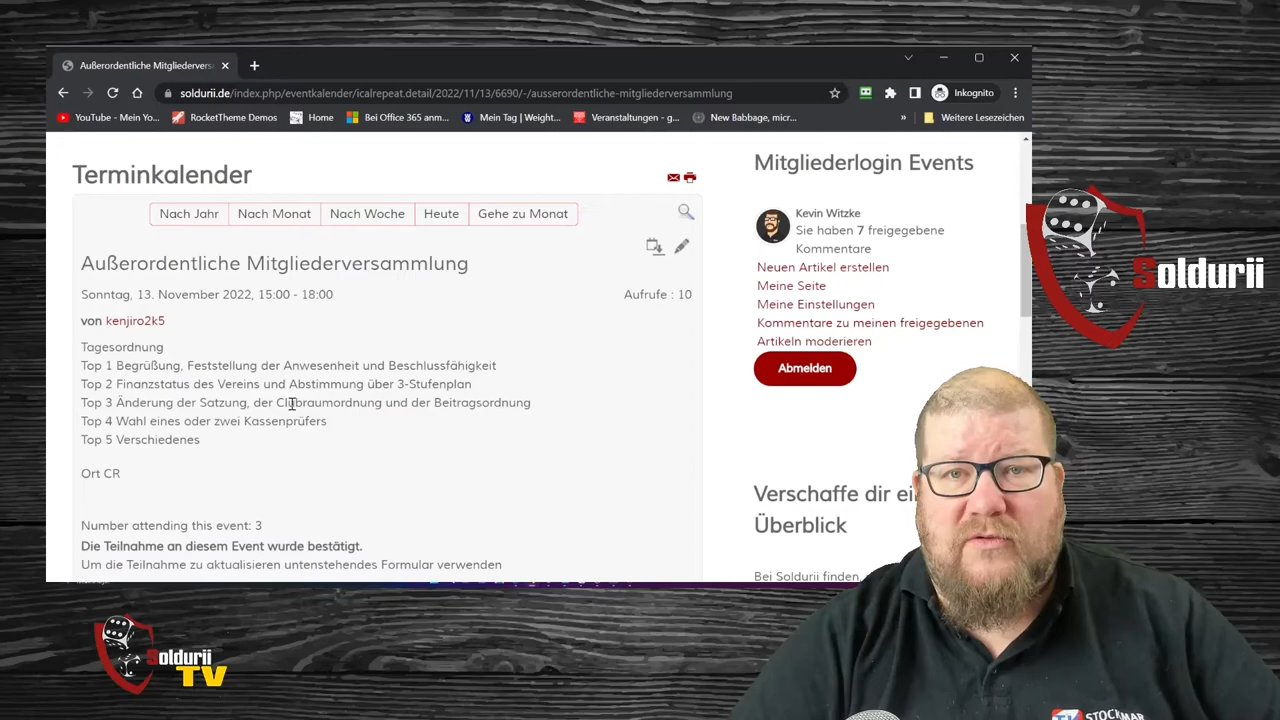 Außerordentliche Mitgliedervers
soldurii.de/index.php/eventkalender/icalrepeat.detail/2022/11/13/6690/-/ausserordentliche-mitgliederversammlung
Inkognito
YouTube - Mein Yo...
RocketTheme Demos
Home
Bei Office 365 anm...
Mein Tag | Weight...
Veranstaltungen - g...
New Babbage, micr...
»
Weitere Lesezeichen
Terminkalender
Nach Jahr
Nach Monat
Nach Woche
Heute
Gehe zu Monat
Außerordentliche Mitgliederversammlung
Sonntag, 13. November 2022, 15:00 - 18:00
Aufrufe : 10
von kenjiro2k5
Tagesordnung
Top 1 Begrüßung, Feststellung der Anwesenheit und Beschlussfähigkeit
Top 2 Finanzstatus des Vereins und Abstimmung über 3-Stufenplan
Top 3 Änderung der Satzung, der Clubraumordnung und der Beitragsordnung
Top 4 Wahl eines oder zwei Kassenprüfers
Top 5 Verschiedenes
Ort CR
Number attending this event: 3
Die Teilnahme an diesem Event wurde bestätigt.
Um die Teilnahme zu aktualisieren untenstehendes Formular verwenden
Mitgliederlogin Events
Kevin Witzke
Sie haben 7 freigegebene
Kommentare
Neuen Artikel erstellen
Meine Seite
Meine Einstellungen
Kommentare zu meinen freigegebenen
Artikeln moderieren
Abmelden
Verschaffe dir ei
Überblick
Bei Soldurii finden
Soldurii
Soldurii
TV
STOCKMAR